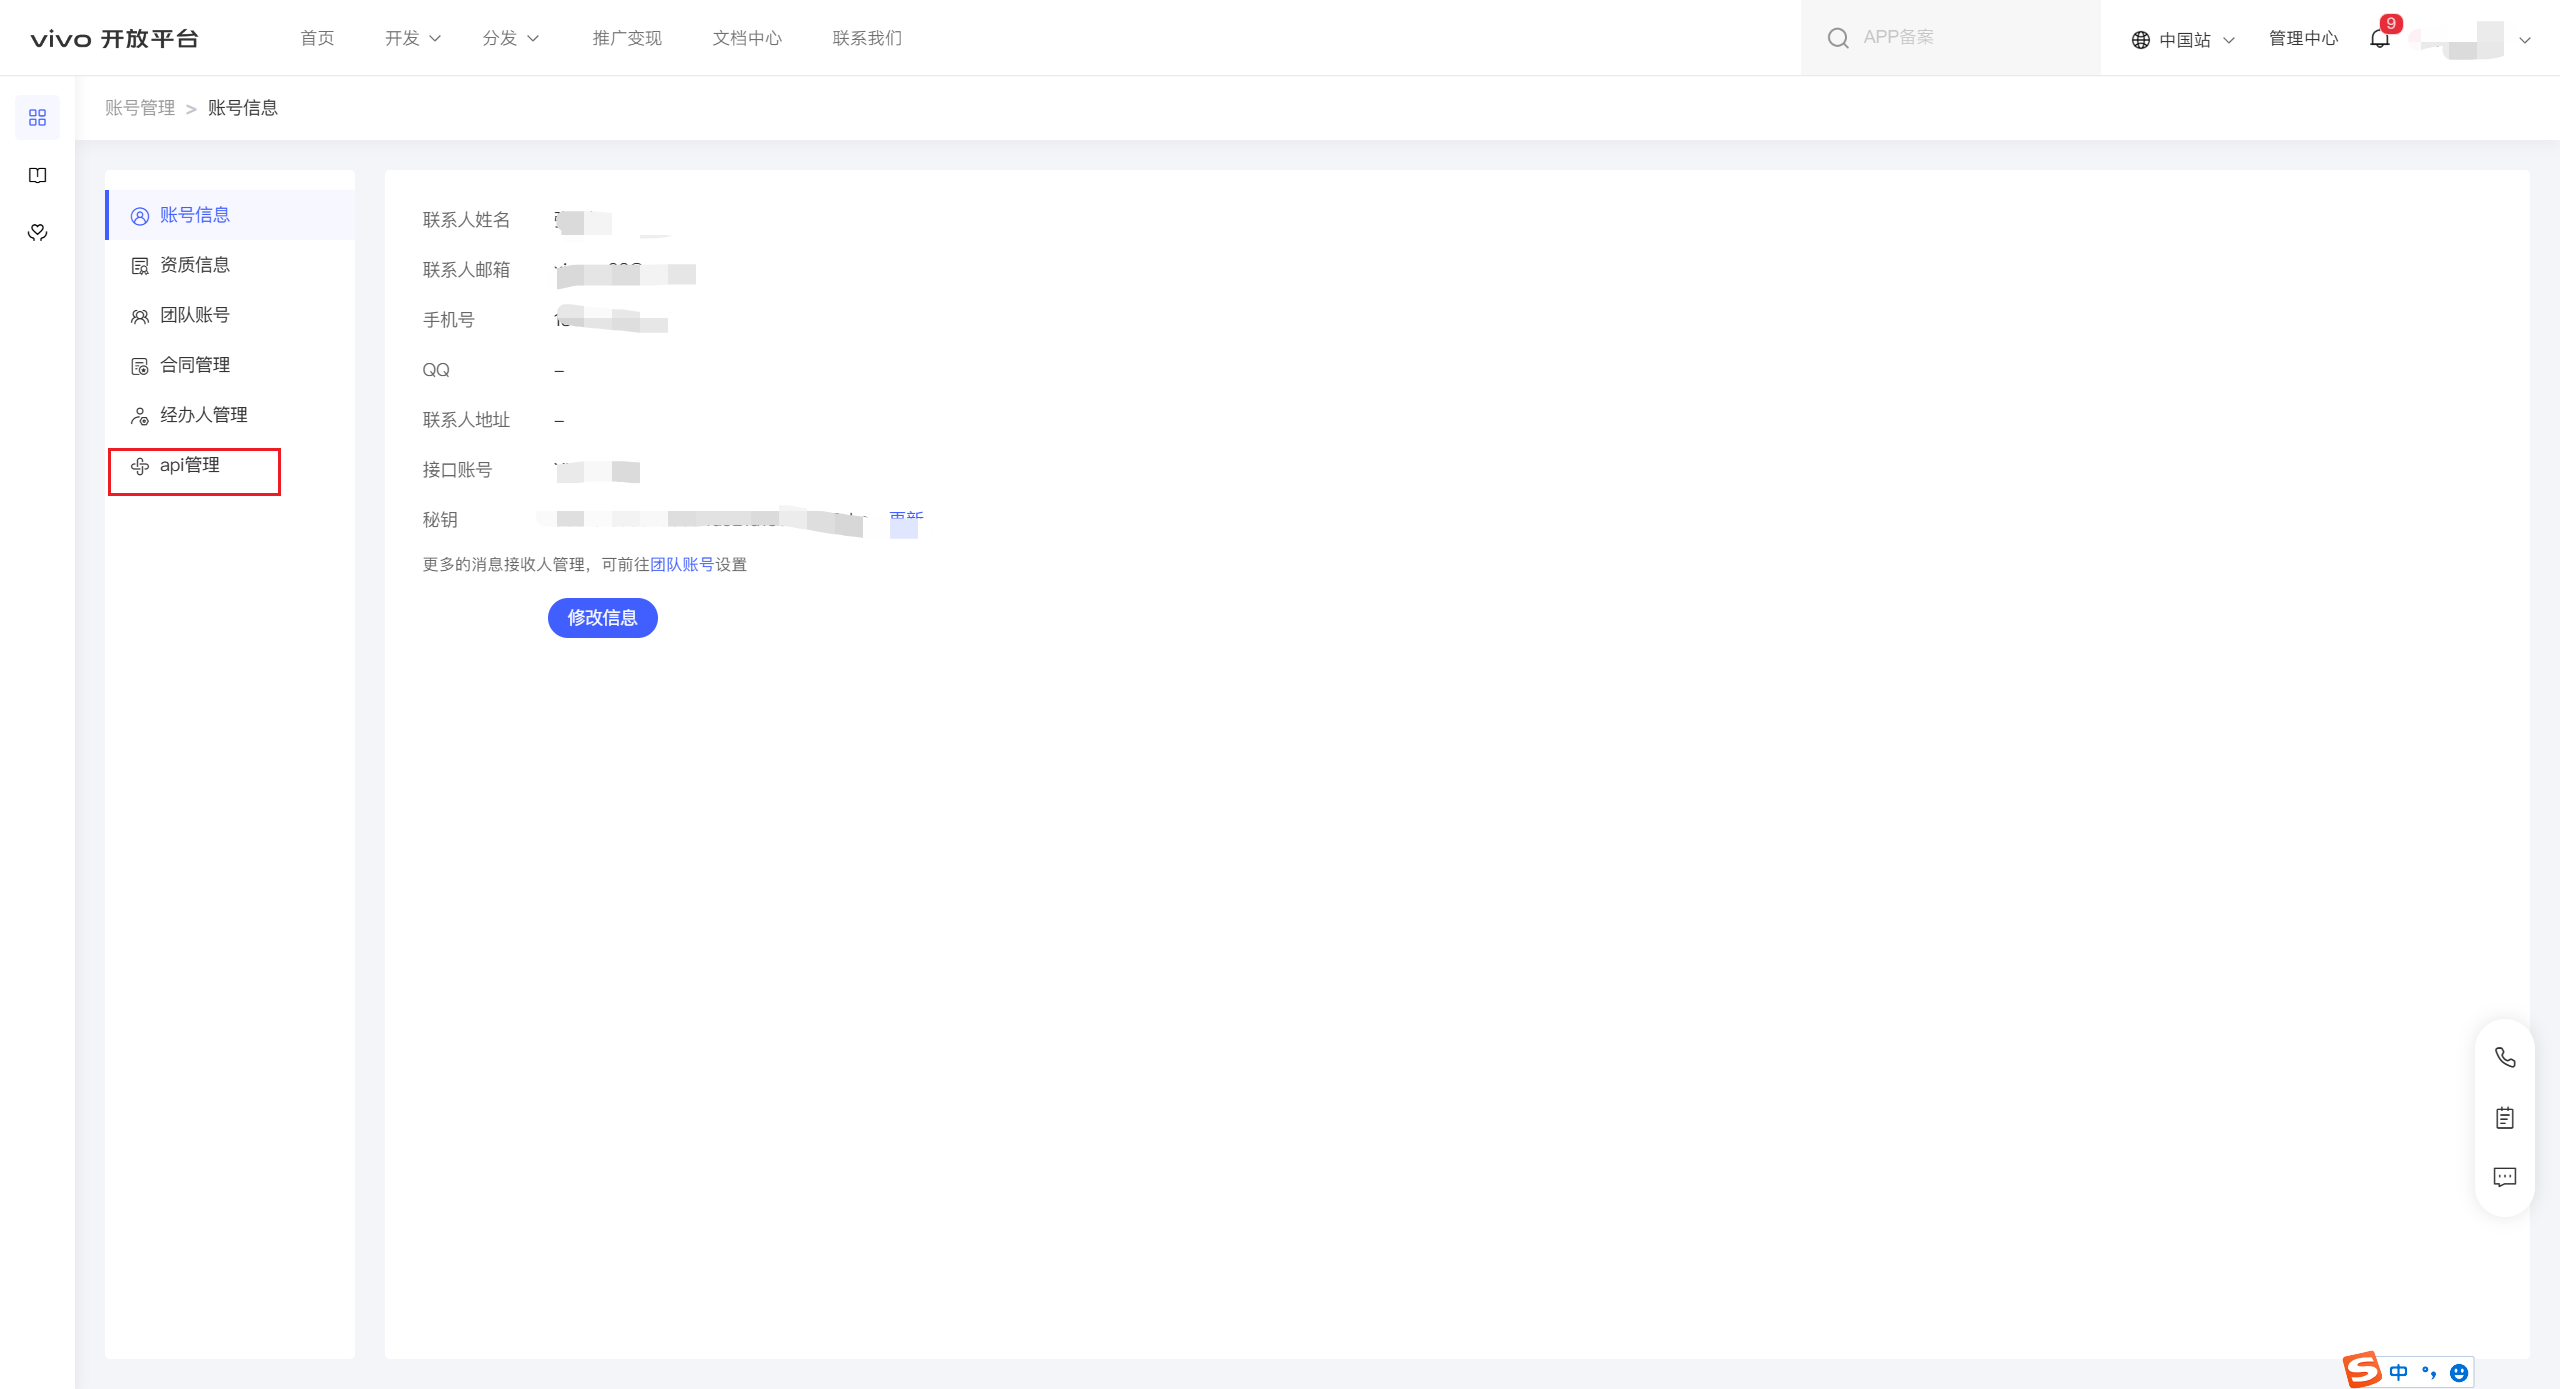 vivo 开放平台 首页 开发 分发 推广变现 文档中心 联系我们 APP备案 中国站 管理中心 9
账号管理 > 账号信息
账号信息
资质信息
团队账号
合同管理
经办人管理
api管理
联系人姓名
联系人邮箱
手机号
QQ –
联系人地址 –
接口账号
秘钥 更新
更多的消息接收人管理，可前往团队账号设置
修改信息
S 中 °,